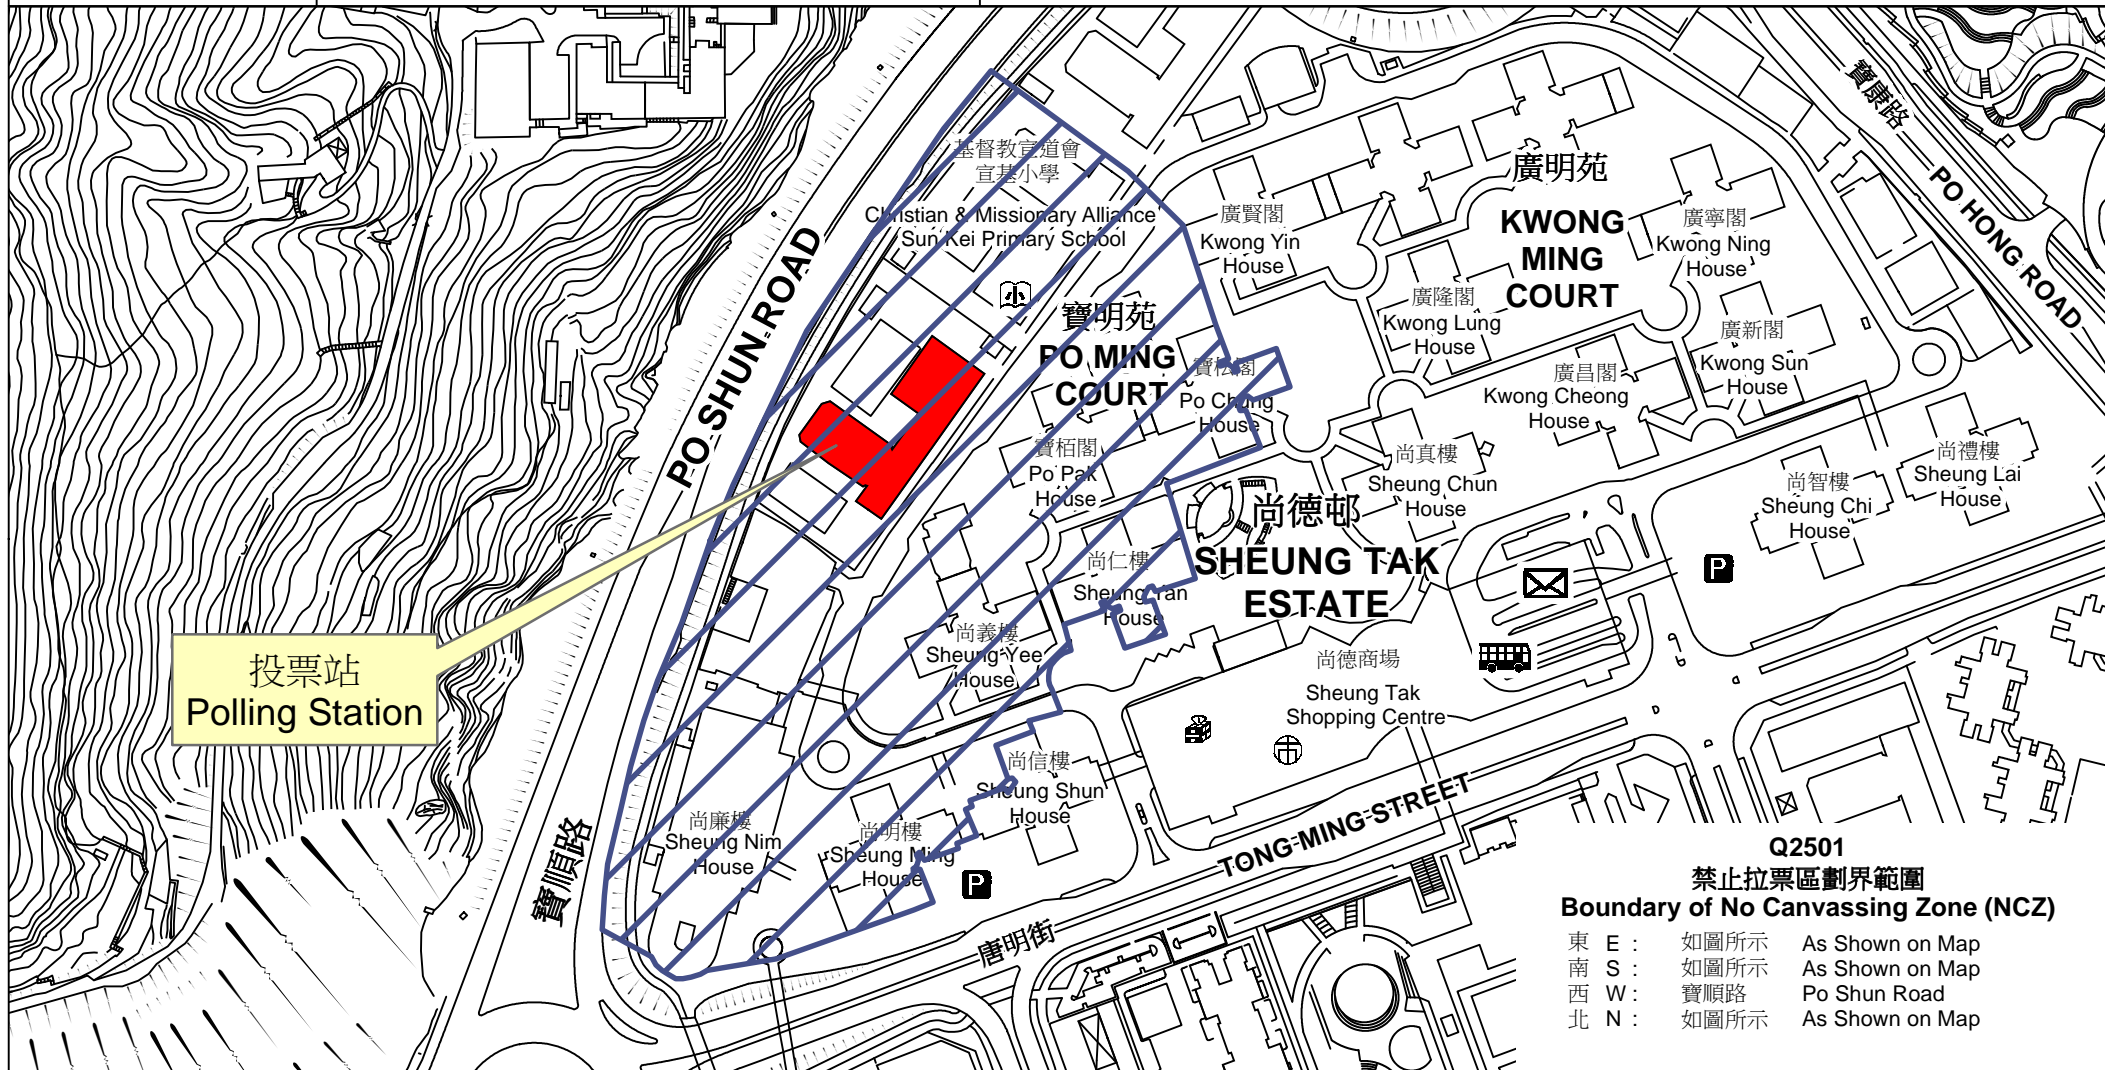 基督教宣道會
宣基小學
Christian & Missionary Alliance
Sun Kei Primary School
PO SHUN ROAD
寶順路
寶康路
PO HONG ROAD
廣明苑
KWONG
MING
COURT
廣賢閣
Kwong Yin
House
廣寧閣
Kwong Ning
House
廣隆閣
Kwong Lung
House
廣新閣
Kwong Sun
House
廣昌閣
Kwong Cheong
House
寶明苑
PO MING
COURT
寶松閣
Po Chung
House
寶栢閣
Po Pak
House
尚真樓
Sheung Chun
House
尚智樓
Sheung Chi
House
尚禮樓
Sheung Lai
House
尚德邨
SHEUNG TAK
ESTATE
尚仁樓
Sheung Yan
House
尚義樓
Sheung Yee
House
尚德商場
Sheung Tak
Shopping Centre
尚信樓
Sheung Shun
House
尚廉樓
Sheung Nim
House
尚明樓
Sheung Ming
House
小
P
P
投票站
Polling Station
TONG MING STREET
唐明街
Q2501
禁止拉票區劃界範圍
Boundary of No Canvassing Zone (NCZ)
東 E : 如圖所示 As Shown on Map
南 S : 如圖所示 As Shown on Map
西 W : 寶順路 Po Shun Road
北 N : 如圖所示 As Shown on Map